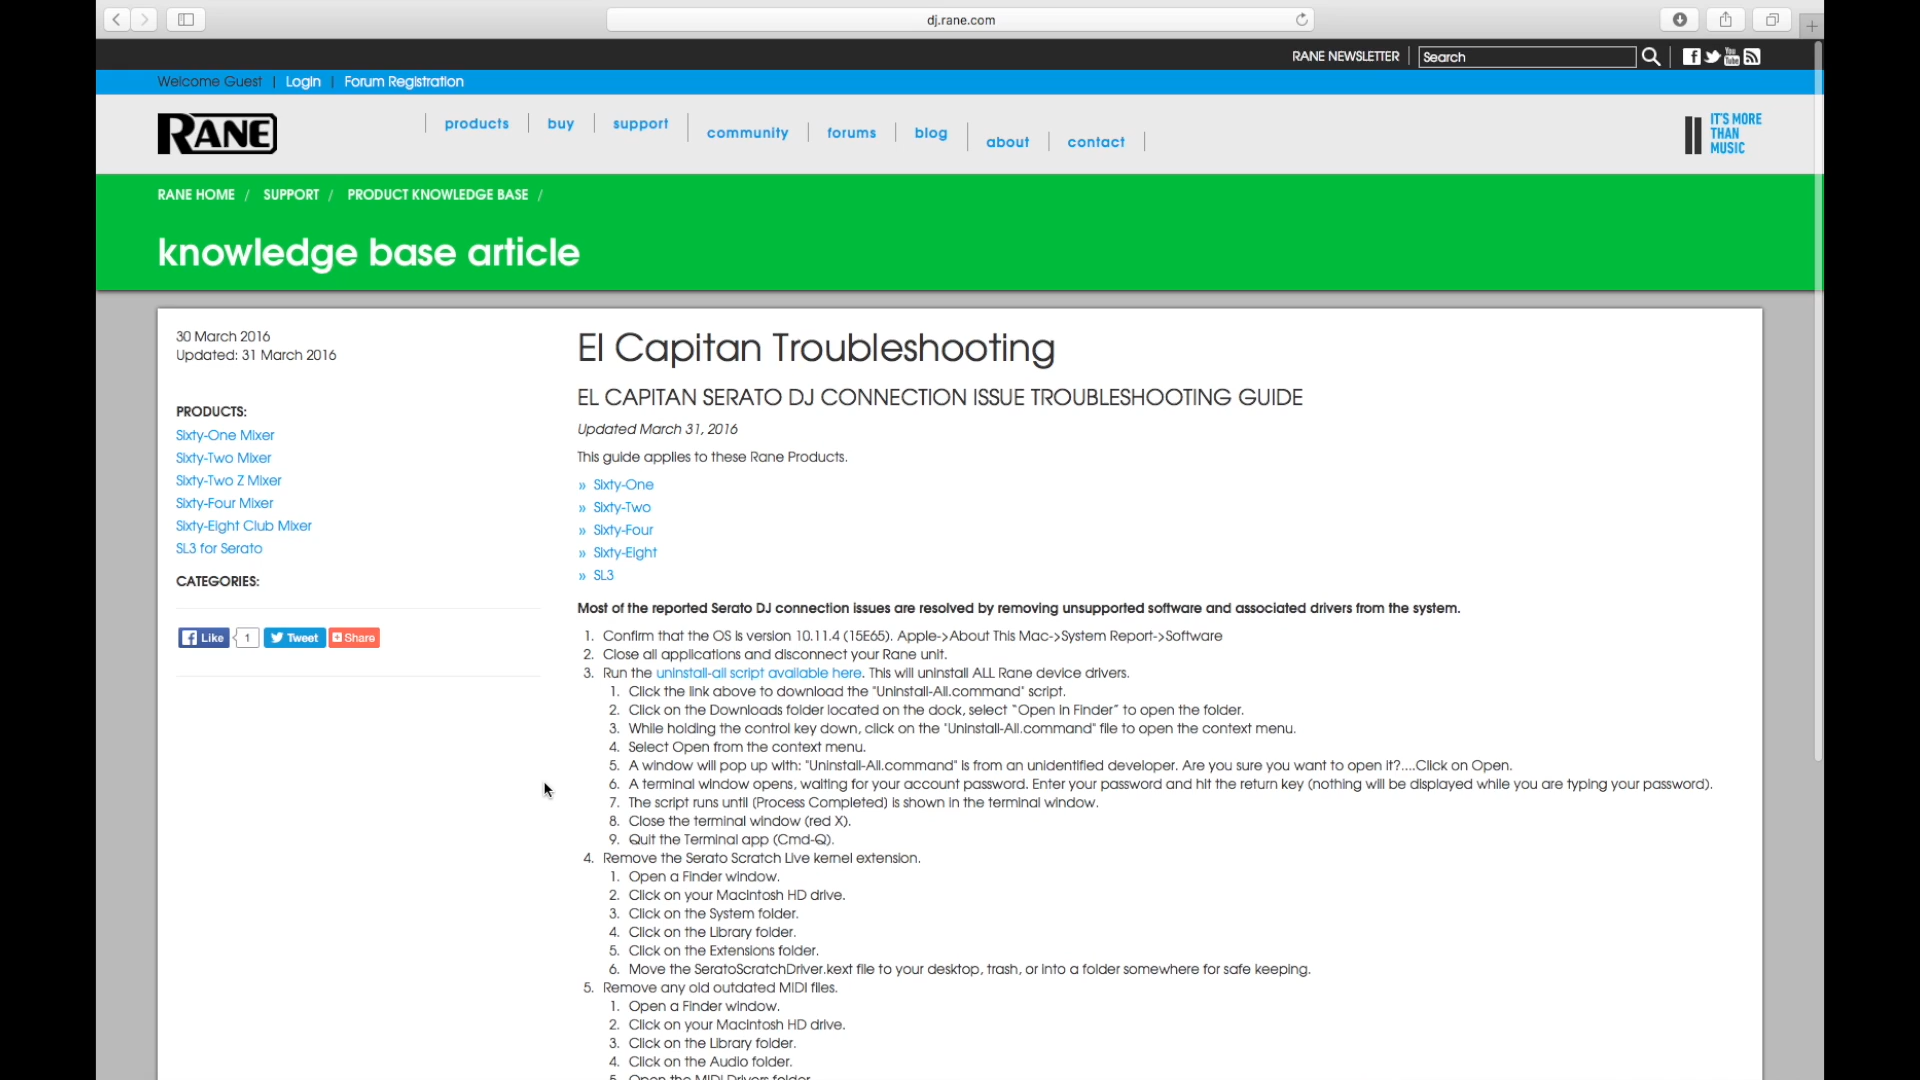 dj.rane.com
RANE NEWSLETTER
Search
Welcome Guest | Login | Forum Registration
RANE
products
buy
support
community
forums
blog
about
contact
IT'S MORE
THAN
MUSIC
RANE HOME / SUPPORT / PRODUCT KNOWLEDGE BASE /
knowledge base article
30 March 2016
Updated: 31 March 2016
PRODUCTS:
Sixty-One Mixer
Sixty-Two Mixer
Sixty-Two Z Mixer
Sixty-Four Mixer
Sixty-Eight Club Mixer
SL3 for Serato
CATEGORIES:
Like 1 Tweet Share
El Capitan Troubleshooting
EL CAPITAN SERATO DJ CONNECTION ISSUE TROUBLESHOOTING GUIDE
Updated March 31, 2016
This guide applies to these Rane Products.
» Sixty-One
» Sixty-Two
» Sixty-Four
» Sixty-Eight
» SL3
Most of the reported Serato DJ connection issues are resolved by removing unsupported software and associated drivers from the system.
1. Confirm that the OS is version 10.11.4 (15E65). Apple->About This Mac->System Report->Software
2. Close all applications and disconnect your Rane unit.
3. Run the uninstall-all script available here. This will uninstall ALL Rane device drivers.
1. Click the link above to download the "Uninstall-All.command" script.
2. Click on the Downloads folder located on the dock, select “Open in Finder” to open the folder.
3. While holding the control key down, click on the "Uninstall-All.command" file to open the context menu.
4. Select Open from the context menu.
5. A window will pop up with: "Uninstall-All.command" is from an unidentified developer. Are you sure you want to open it?....Click on Open.
6. A terminal window opens, waiting for your account password. Enter your password and hit the return key (nothing will be displayed while you are typing your password).
7. The script runs until (Process Completed) is shown in the terminal window.
8. Close the terminal window (red X).
9. Quit the Terminal app (Cmd-Q).
4. Remove the Serato Scratch Live kernel extension.
1. Open a Finder window.
2. Click on your Macintosh HD drive.
3. Click on the System folder.
4. Click on the Library folder.
5. Click on the Extensions folder.
6. Move the SeratoScratchDriver.kext file to your desktop, trash, or into a folder somewhere for safe keeping.
5. Remove any old outdated MIDI files.
1. Open a Finder window.
2. Click on your Macintosh HD drive.
3. Click on the Library folder.
4. Click on the Audio folder.
5. Open the MIDI Drivers folder